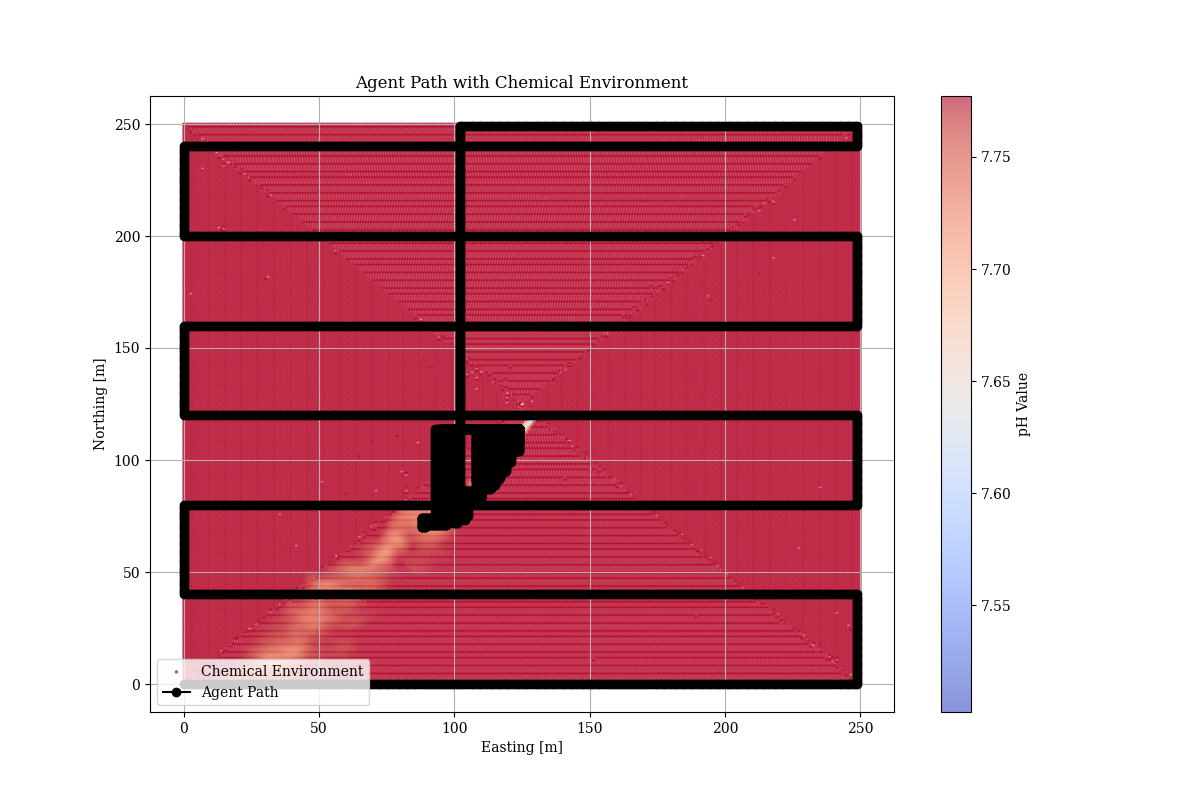 Agent Path with Chemical Environment
250
200
150
100
50
0
Northing [m]
Chemical Environment
Agent Path
0
50
100
150
200
250
Easting [m]
7.75
7.70
7.65
7.60
7.55
pH Value